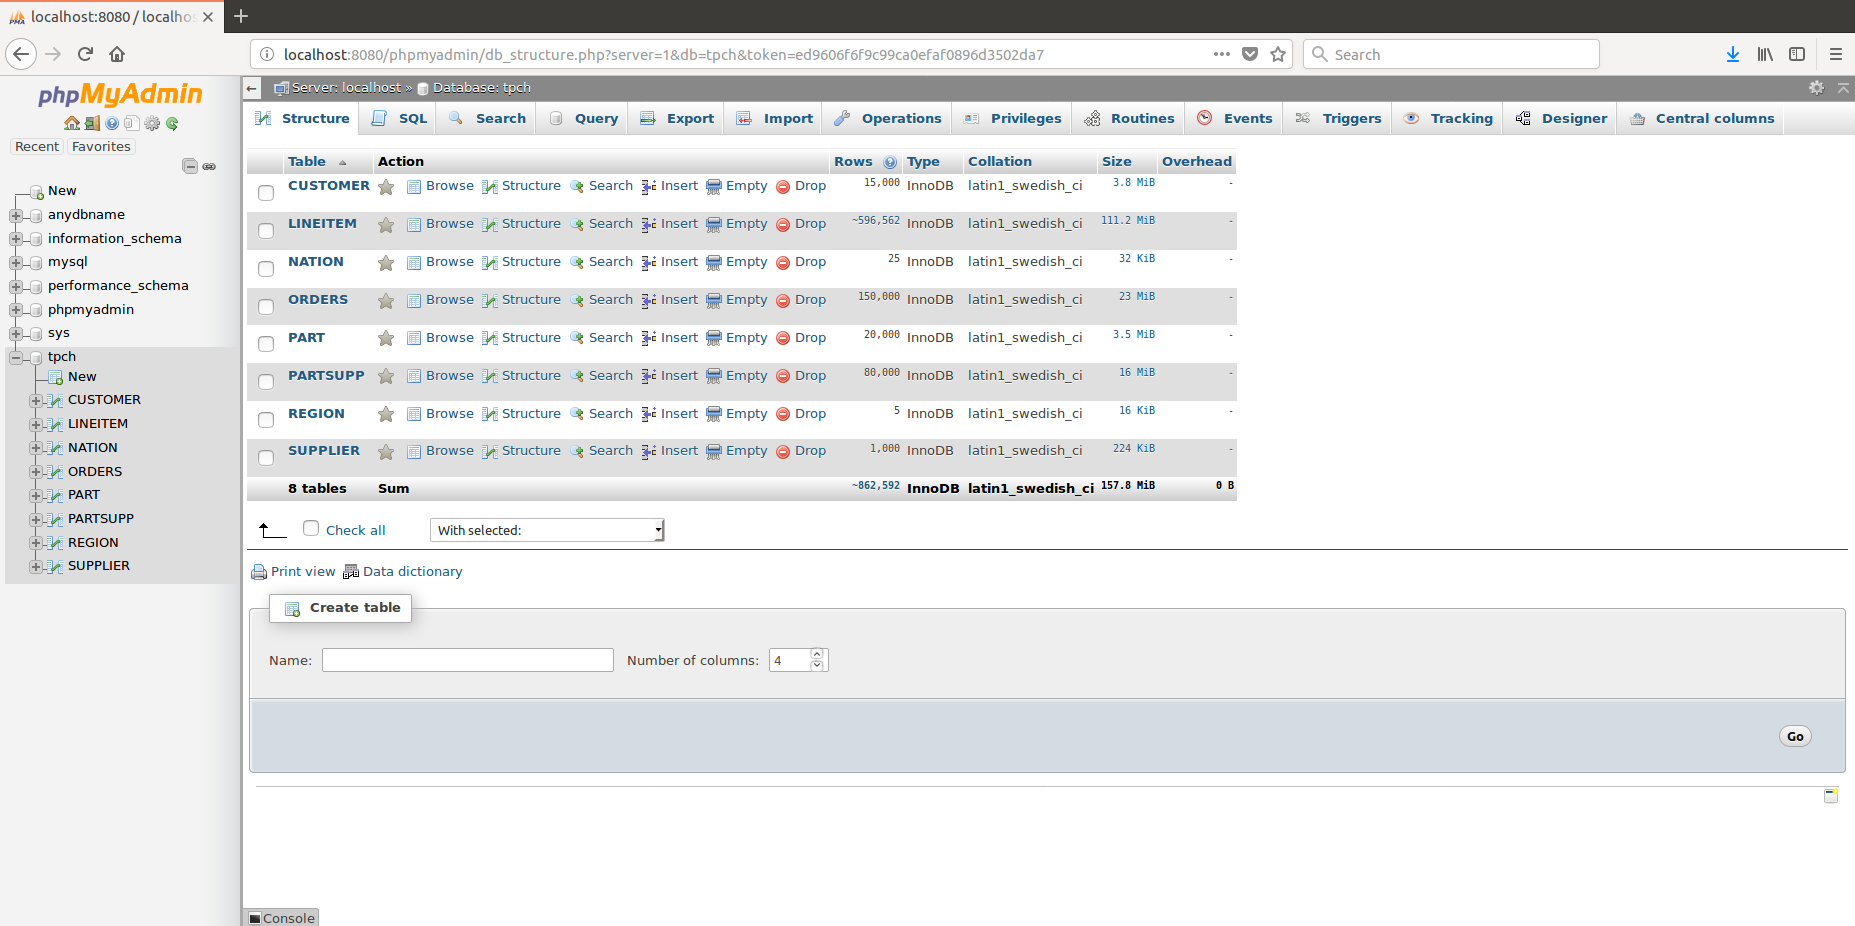 localhost:8080 / localhos
localhost:8080/phpmyadmin/db_structure.php?server=1&db=tpch&token=ed9606f6f9c99ca0efaf0896d3502da7
Search
phpMyAdmin
Recent Favorites
New
anydbname
information_schema
mysql
performance_schema
phpmyadmin
sys
tpch
New
CUSTOMER
LINEITEM
NATION
ORDERS
PART
PARTSUPP
REGION
SUPPLIER
Server: localhost » Database: tpch
Structure SQL Search Query Export Import Operations Privileges Routines Events Triggers Tracking Designer Central columns
Table Action Rows Type Collation Size Overhead
CUSTOMER Browse Structure Search Insert Empty Drop 15,000 InnoDB latin1_swedish_ci 3.8 MiB -
LINEITEM Browse Structure Search Insert Empty Drop ~596,562 InnoDB latin1_swedish_ci 111.2 MiB -
NATION Browse Structure Search Insert Empty Drop 25 InnoDB latin1_swedish_ci 32 KiB -
ORDERS Browse Structure Search Insert Empty Drop 150,000 InnoDB latin1_swedish_ci 23 MiB -
PART Browse Structure Search Insert Empty Drop 20,000 InnoDB latin1_swedish_ci 3.5 MiB -
PARTSUPP Browse Structure Search Insert Empty Drop 80,000 InnoDB latin1_swedish_ci 16 MiB -
REGION Browse Structure Search Insert Empty Drop 5 InnoDB latin1_swedish_ci 16 KiB -
SUPPLIER Browse Structure Search Insert Empty Drop 1,000 InnoDB latin1_swedish_ci 224 KiB -
8 tables Sum ~862,592 InnoDB latin1_swedish_ci 157.8 MiB 0 B
Check all With selected:
Print view Data dictionary
Create table
Name: Number of columns: 4
Go
Console